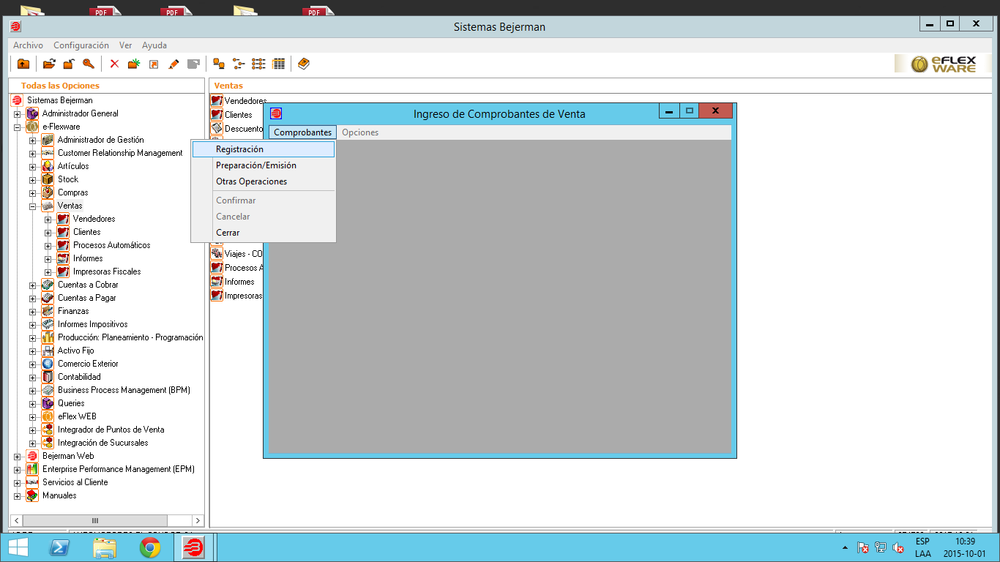 PDF
PDF
PDF
Sistemas Bejerman
Archivo Configuración Ver Ayuda
eFLEX
WARE
Todas las Opciones
Sistemas Bejerman
Administrador General
e-Flexware
Administrador de Gestión
Customer Relationship Management
Artículos
Stock
Compras
Ventas
Vendedores
Clientes
Procesos Automáticos
Informes
Impresoras Fiscales
Cuentas a Cobrar
Cuentas a Pagar
Finanzas
Informes Impositivos
Producción: Planeamiento - Programación
Activo Fijo
Comercio Exterior
Contabilidad
Business Process Management (BPM)
Queries
eFlex WEB
Integrador de Puntos de Venta
Integración de Sucursales
Bejerman Web
Enterprise Performance Management (EPM)
Servicios al Cliente
Manuales
Ventas
Vendedores
Clientes
Descuento
Viajes - CO
Procesos A
Informes
Impresoras
Ingreso de Comprobantes de Venta
Comprobantes Opciones
Registración
Preparación/Emisión
Otras Operaciones
Confirmar
Cancelar
Cerrar
ESP
LAA
10:39
2015-10-01